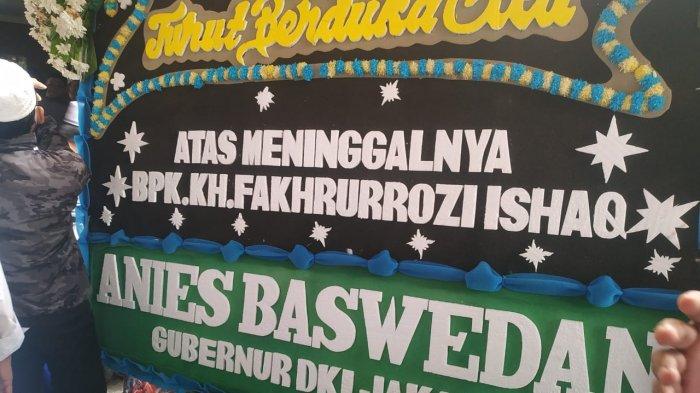 Turut Berduka Cita
ATAS MENINGGALNYA
BPK.KH.FAKHRURROZI ISHAQ
ANIES BASWEDAN
GUBERNUR DKI